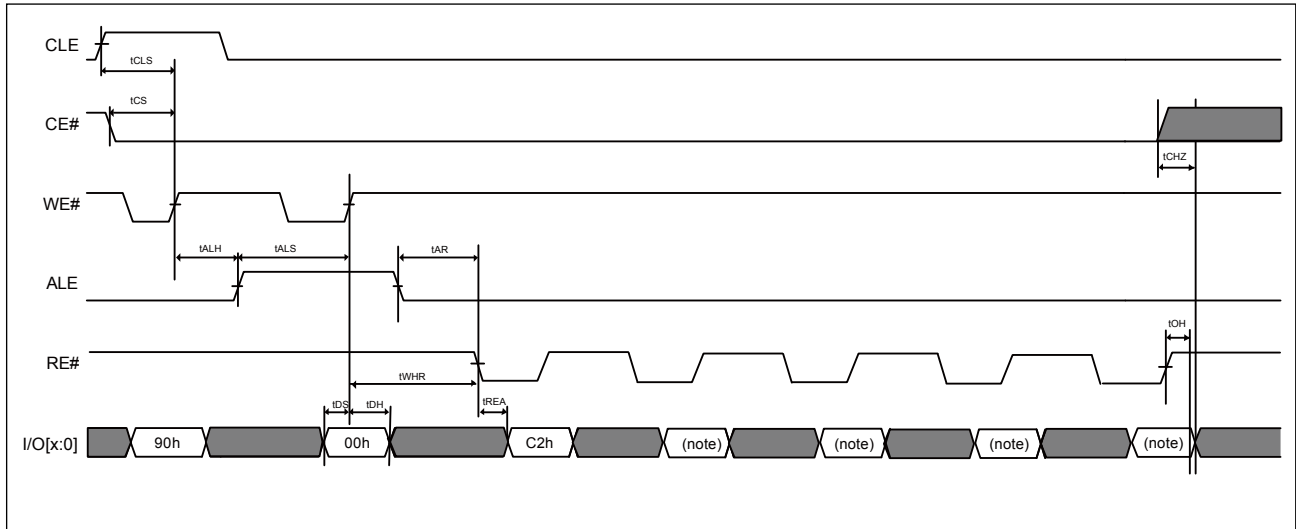 CLE
tCLS
tCS
CE#
tCHZ
WE#
tALH
tALS
tAR
ALE
tOH
RE#
tWHR
tREA
tDS
tDH
I/O[x:0]
90h
00h
C2h
(note)
(note)
(note)
(note)